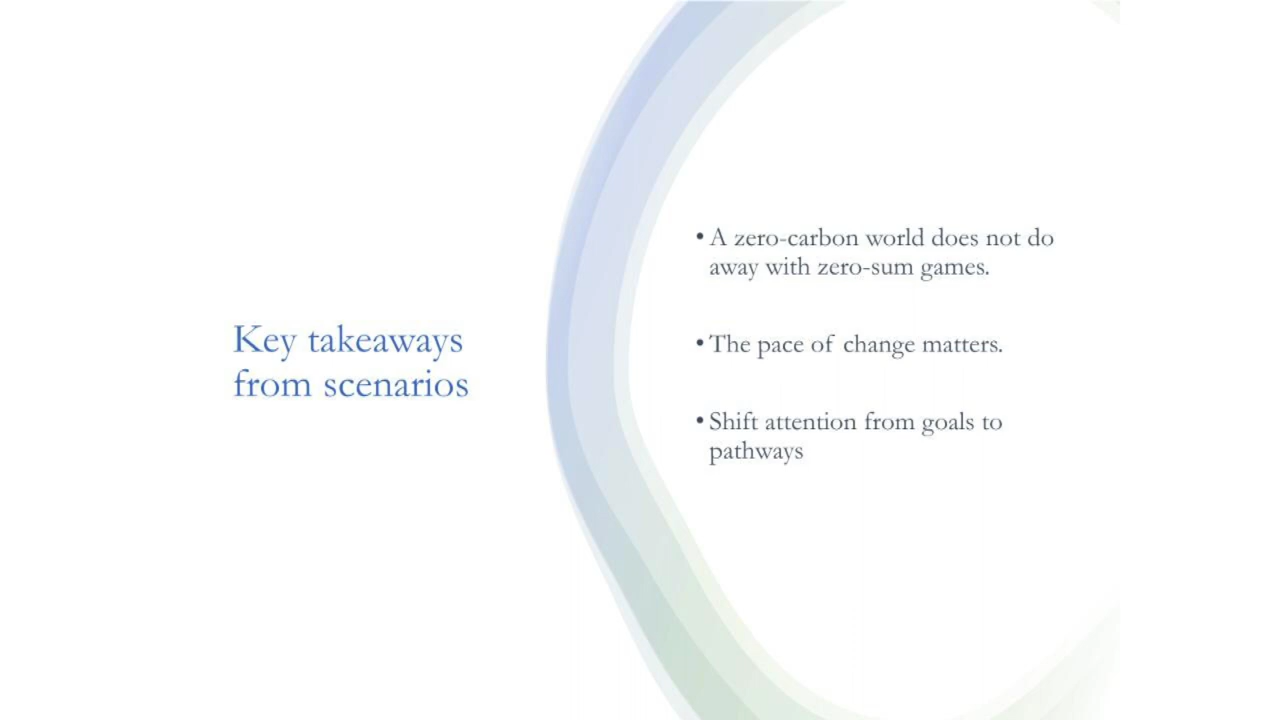 Key takeaways
from scenarios
• A zero-carbon world does not do
away with zero-sum games.
• The pace of change matters.
• Shift attention from goals to
pathways